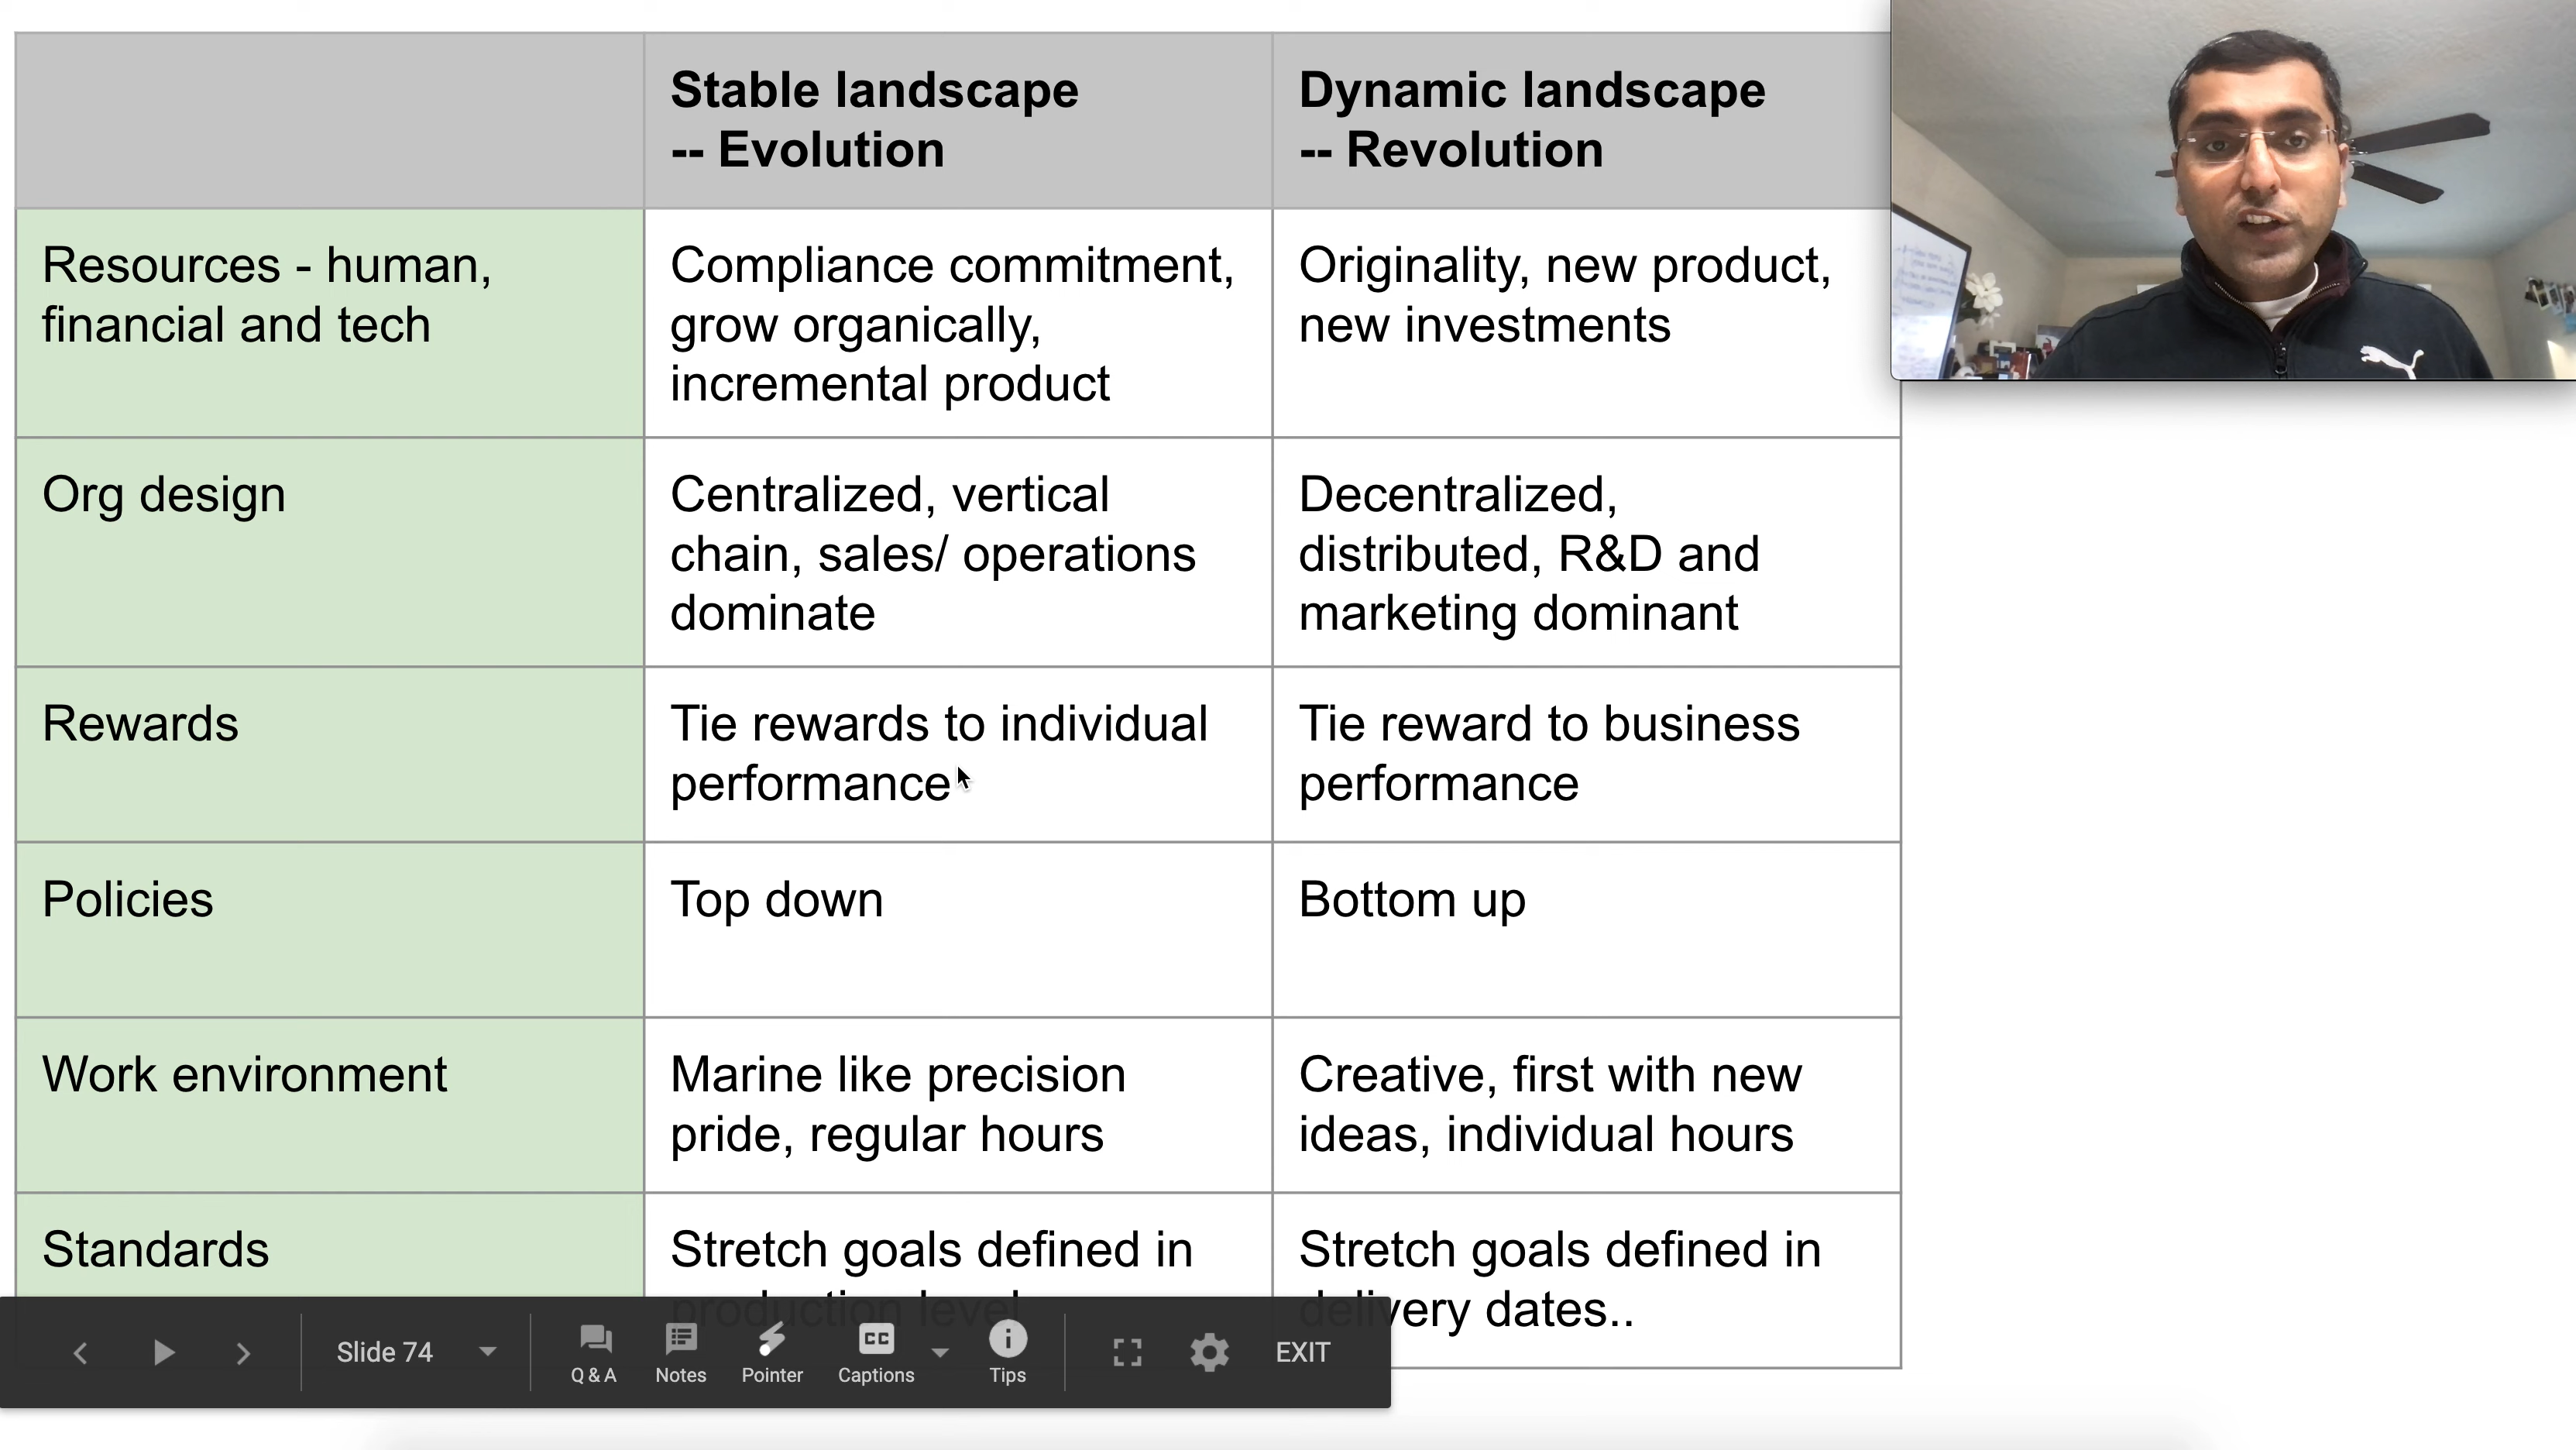 Stable landscape
-- Evolution
Dynamic landscape
-- Revolution
Resources - human,
financial and tech
Compliance commitment,
grow organically,
incremental product
Originality, new product,
new investments
Org design
Centralized, vertical
chain, sales/ operations
dominate
Decentralized,
distributed, R&D and
marketing dominant
Rewards
Tie rewards to individual
performance
Tie reward to business
performance
Policies
Top down
Bottom up
Work environment
Marine like precision
pride, regular hours
Creative, first with new
ideas, individual hours
Standards
Stretch goals defined in
production level
Stretch goals defined in
delivery dates..
Slide 74
Q & A
Notes
Pointer
CC
Captions
Tips
EXIT